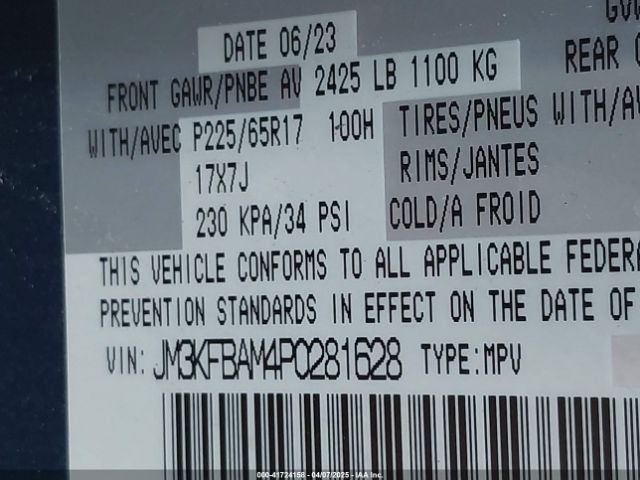 GVW
DATE 06/23
FRONT GAWR/PNBE AV 2425 LB 1100 KG REAR
WITH/AVEC P225/65R17 100H TIRES/PNEUS WITH/AV
17X7J RIMS/JANTES
230 KPA/34 PSI COLD/A FROID
THIS VEHICLE CONFORMS TO ALL APPLICABLE FEDERA
PREVENTION STANDARDS IN EFFECT ON THE DATE OF
VIN: JM3KFBAM4P0281628 TYPE:MPV
000-41724158 - 04/07/2025 - IAA Inc.